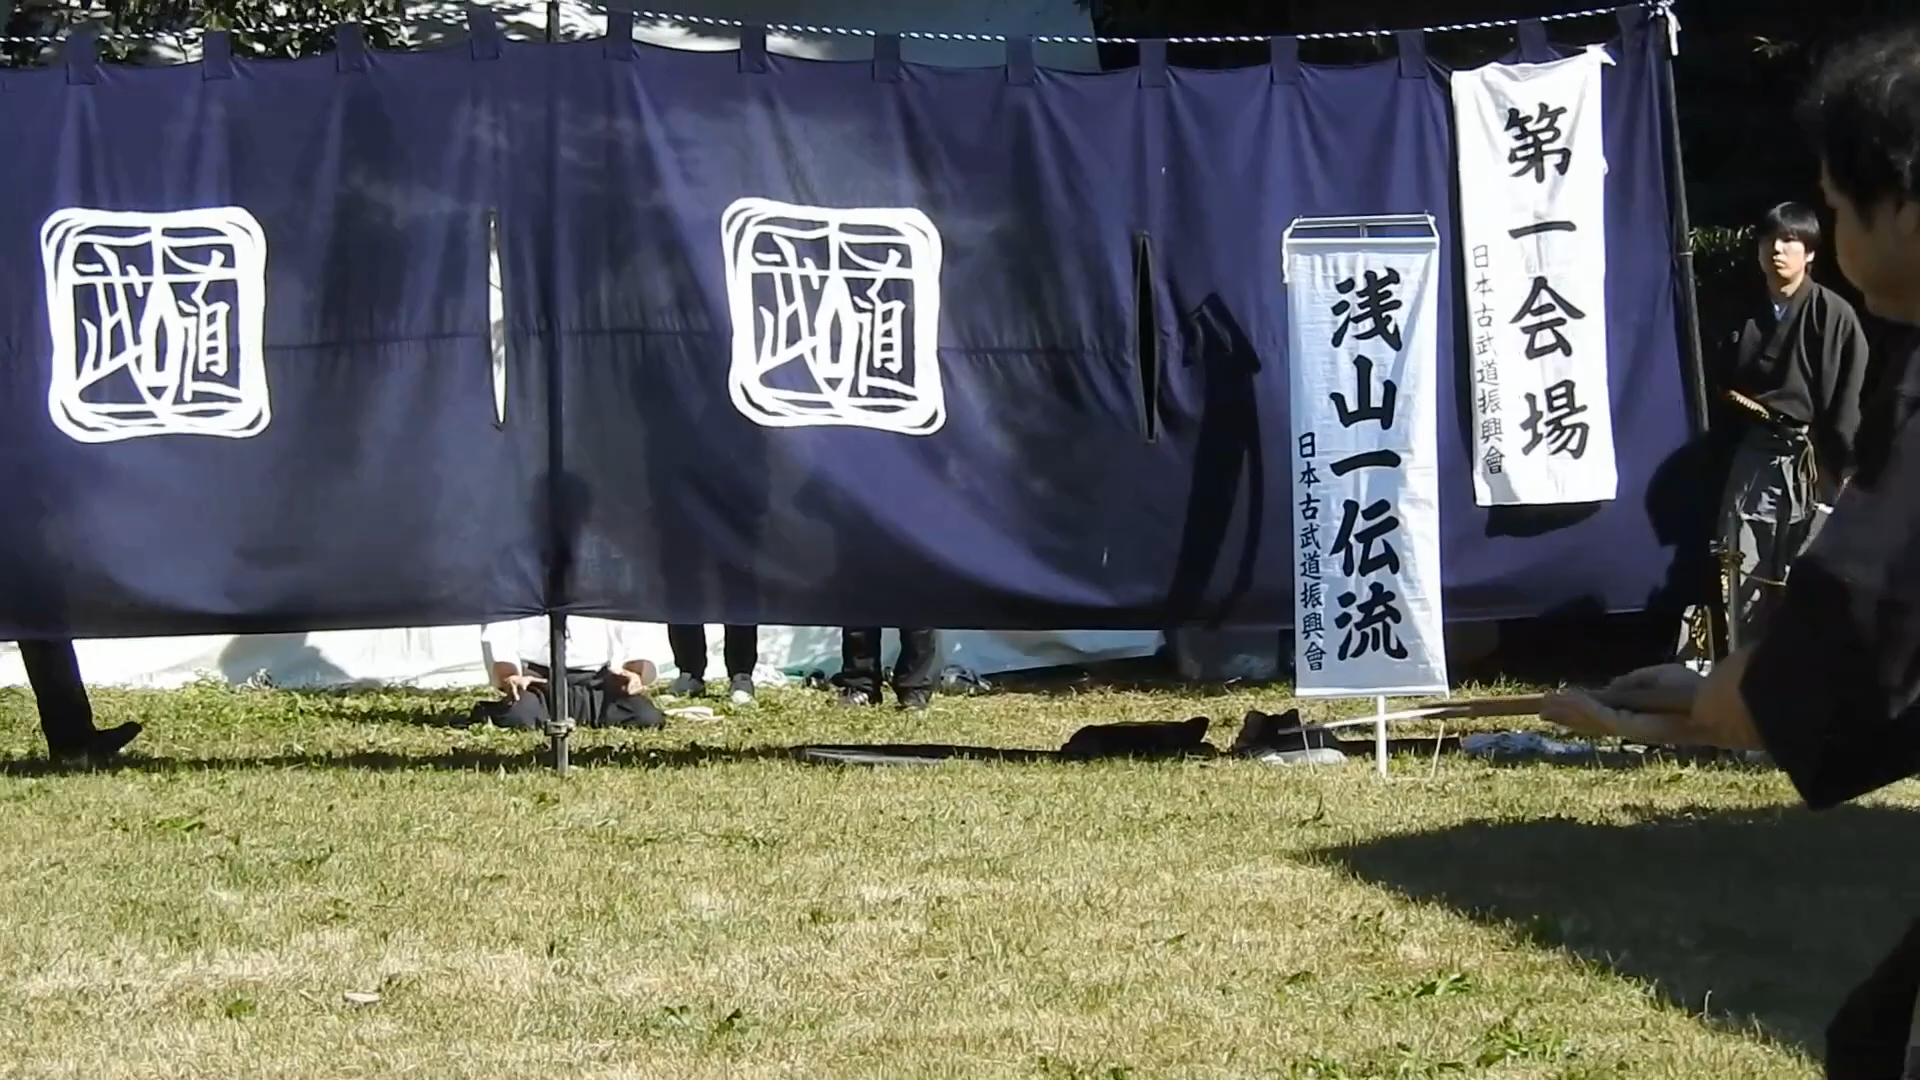 第一会場
日本古武道振興會
浅山一伝流
日本古武道振興會
武道
武道